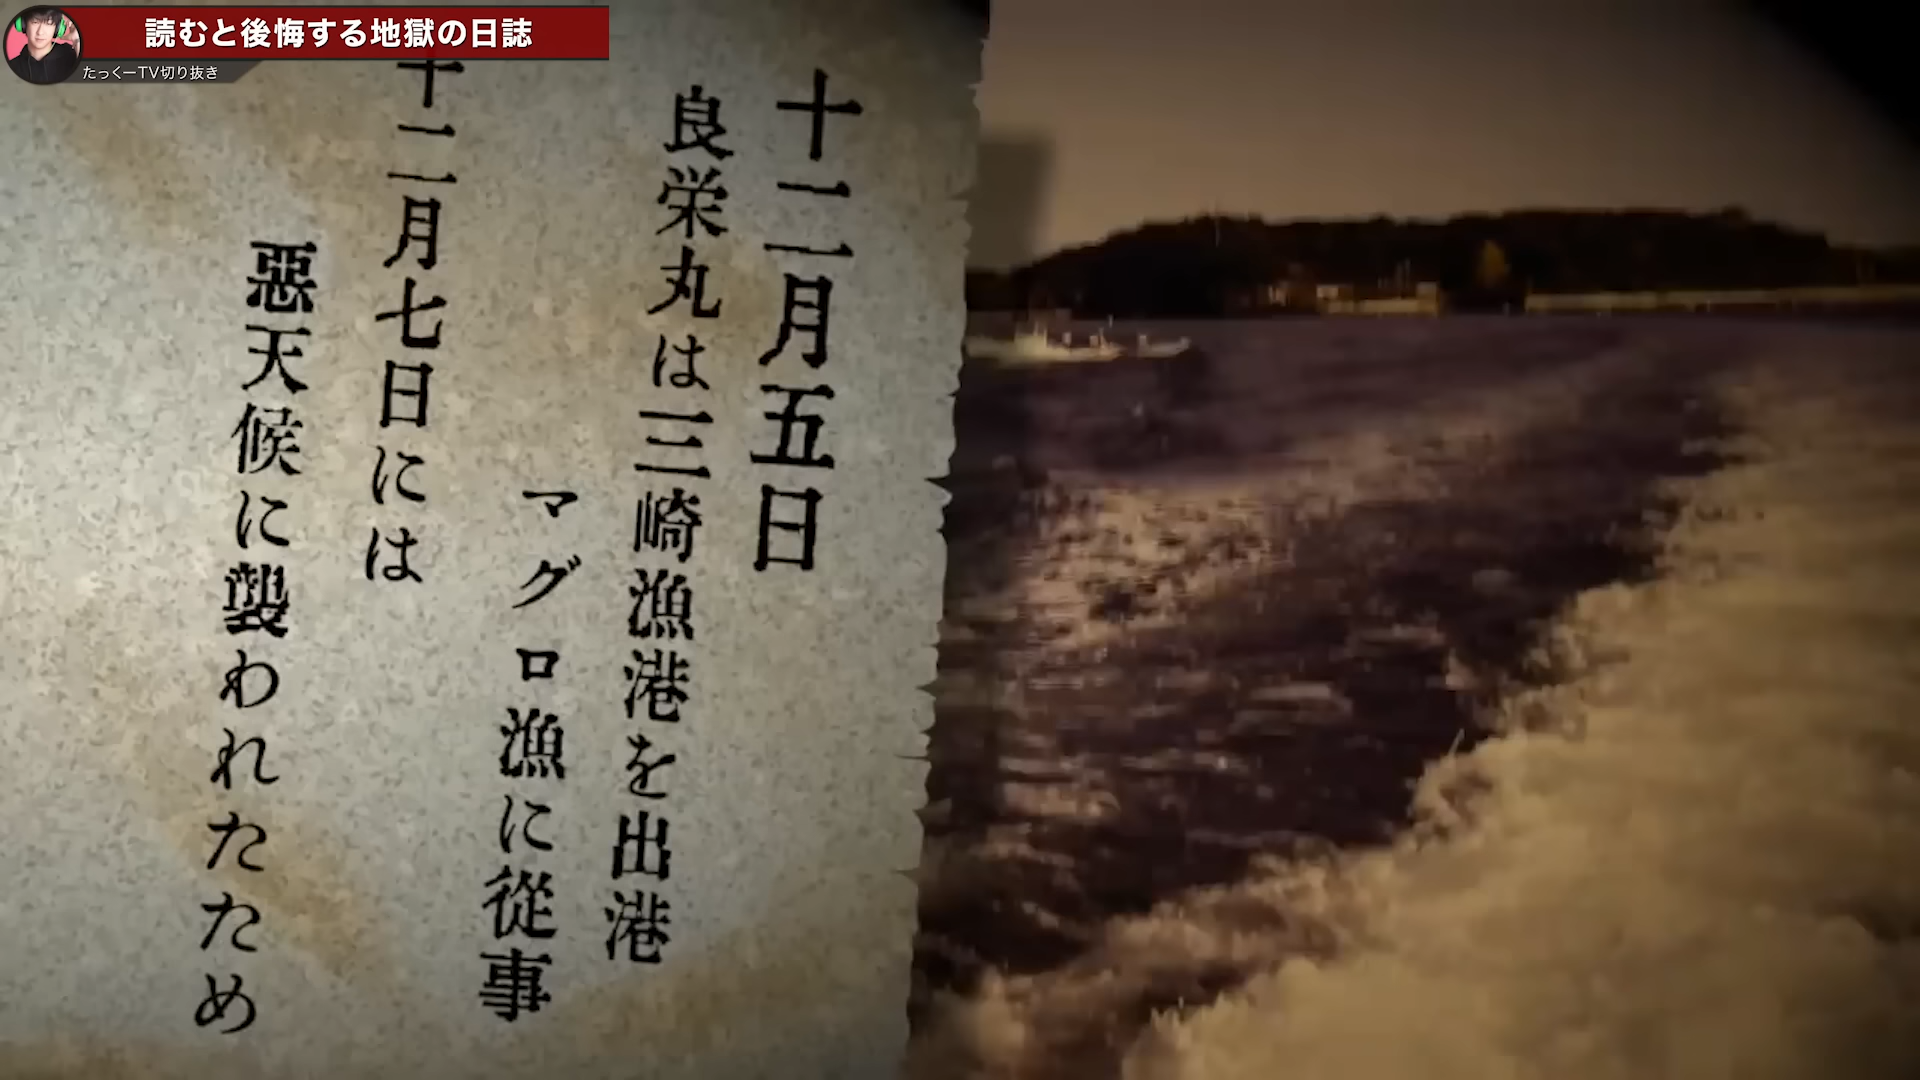 読むと後悔する地獄の日誌
たっくーTV切り抜き
十二月五日
良栄丸は三崎漁港を出港
マグロ漁に従事
十二月七日には
惡天候に襲われたため